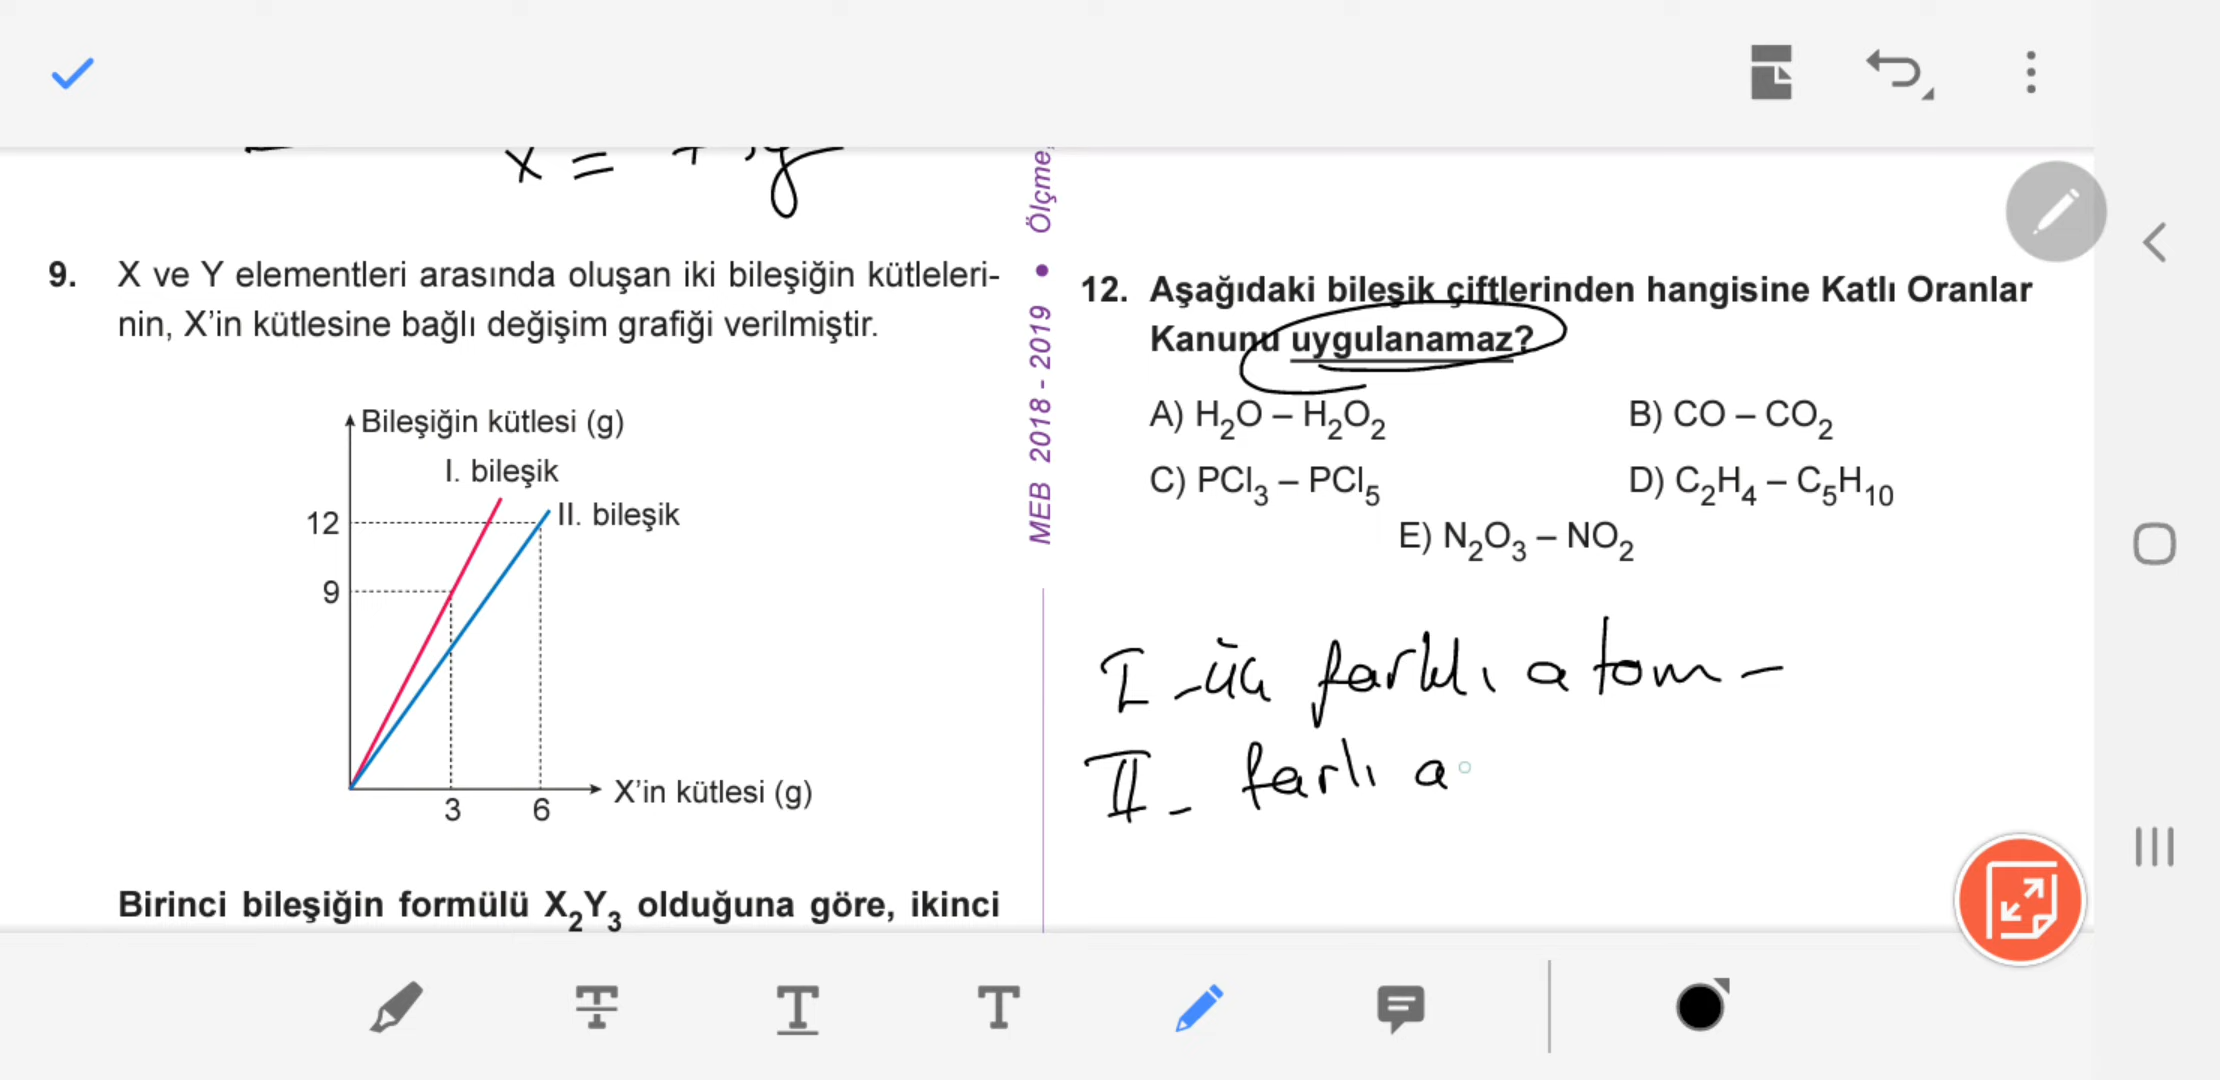 x =
9. X ve Y elementleri arasında oluşan iki bileşiğin kütleleri-
nin, X’in kütlesine bağlı değişim grafiği verilmiştir.
Bileşiğin kütlesi (g)
I. bileşik
II. bileşik
12
9
3 6
X’in kütlesi (g)
Birinci bileşiğin formülü X₂Y₃ olduğuna göre, ikinci
MEB 2018 - 2019 • Ölçme
12. Aşağıdaki bileşik çiftlerinden hangisine Katlı Oranlar
Kanunu uygulanamaz?
A) H₂O – H₂O₂ B) CO – CO₂
C) PCl₃ – PCl₅ D) C₂H₄ – C₅H₁₀
E) N₂O₃ – NO₂
I - üç farklı atom -
II - farlı a